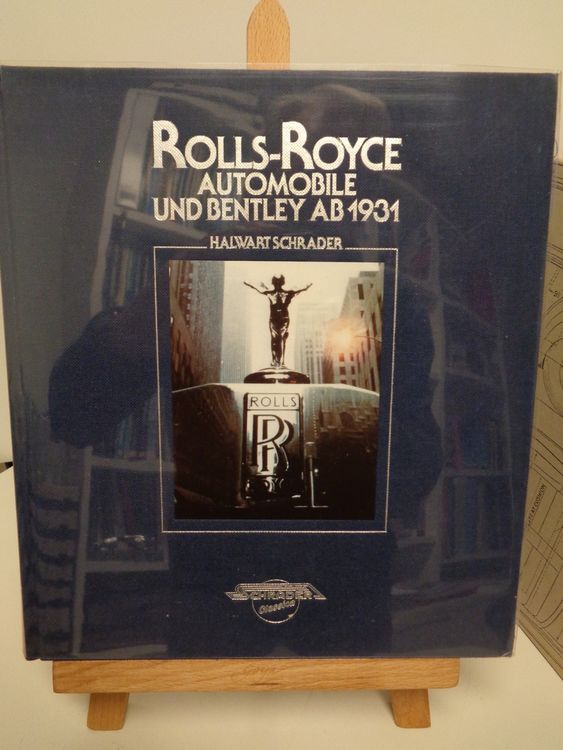 ROLLS-ROYCE
AUTOMOBILE
UND BENTLEY AB 1931
HALWART SCHRADER
ROLLS
RR
SCHRADER
Classics